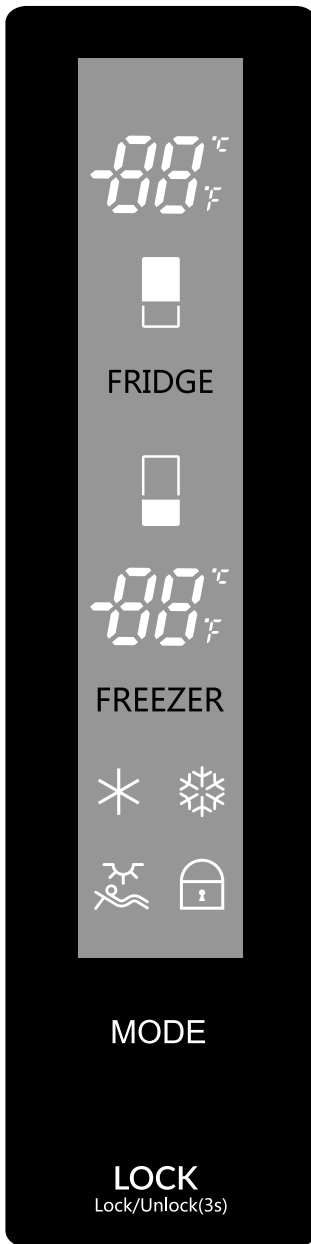 -88 °C
°F
FRIDGE
-88 °C
°F
FREEZER
MODE
LOCK
Lock/Unlock(3s)